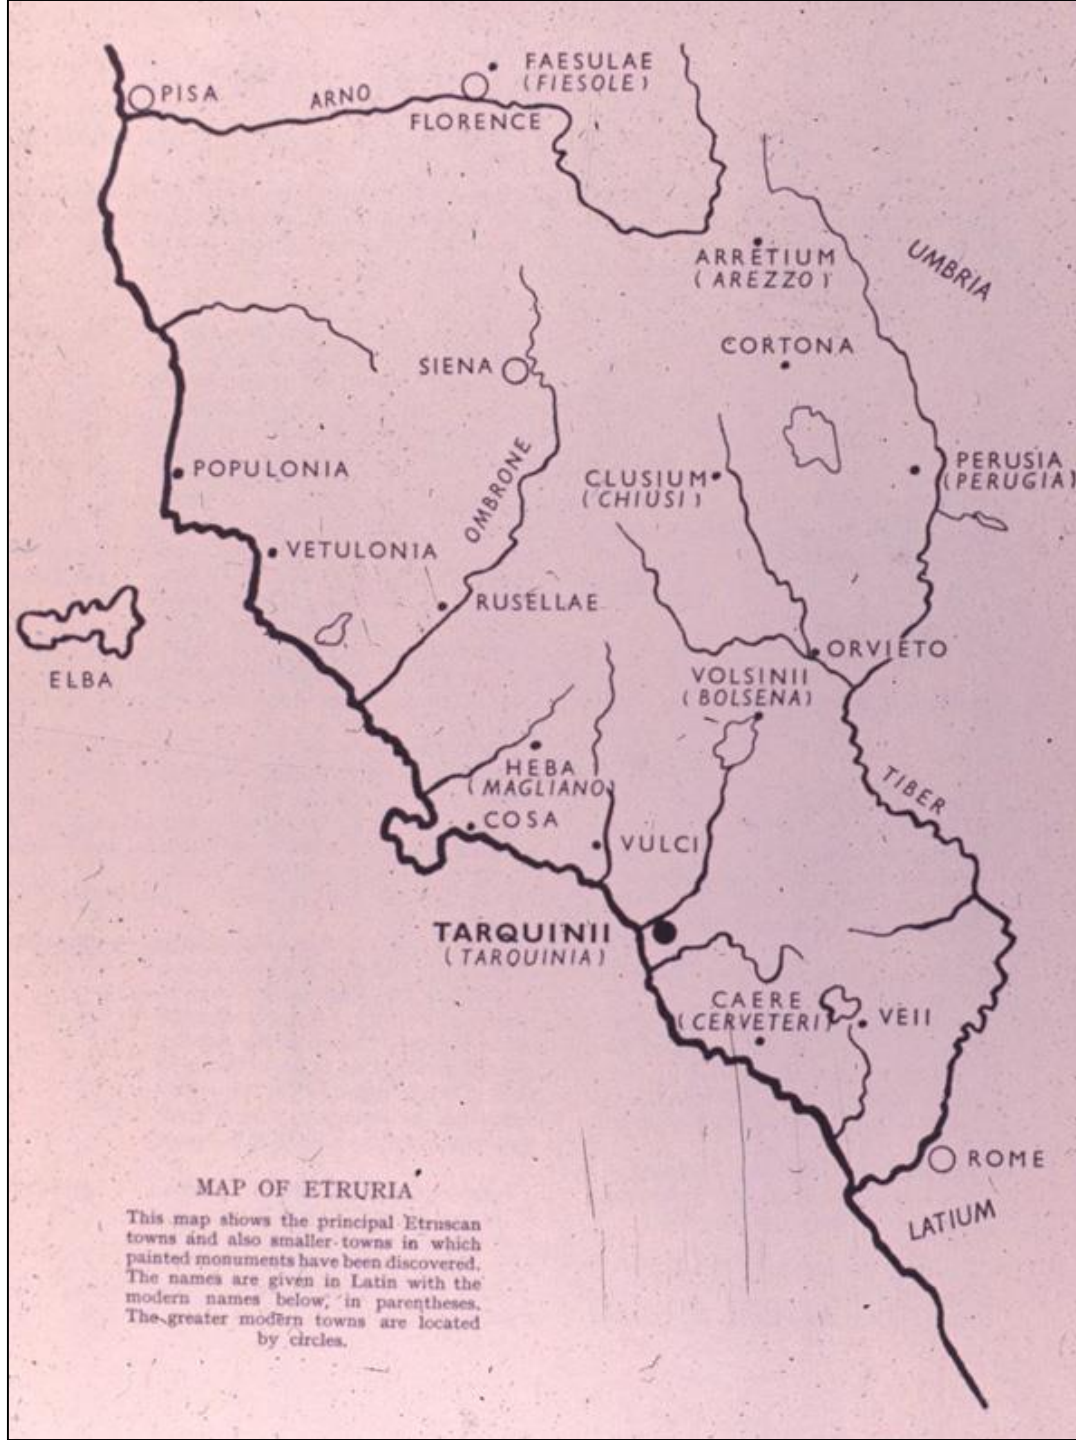 FAESULAE
(FIESOLE)
PISA
ARNO
FLORENCE
UMBRIA
ARRETIUM
(AREZZO)
CORTONA
SIENA
OMBRONE
POPULONIA
CLUSIUM
(CHIUSI)
PERUSIA
(PERUGIA)
VETULONIA
RUSELLAE
ELBA
ORVIETO
VOLSINII
(BOLSENA)
HEBA
(MAGLIANO)
TIBER
COSA
VULCI
TARQUINII
(TARQUINIA)
CAERE
(CERVETERI)
VEII
ROME
LATIUM
MAP OF ETRURIA
This map shows the principal Etruscan
towns and also smaller towns in which
painted monuments have been discovered.
The names are given in Latin with the
modern names below, in parentheses.
The greater modern towns are located
by circles.